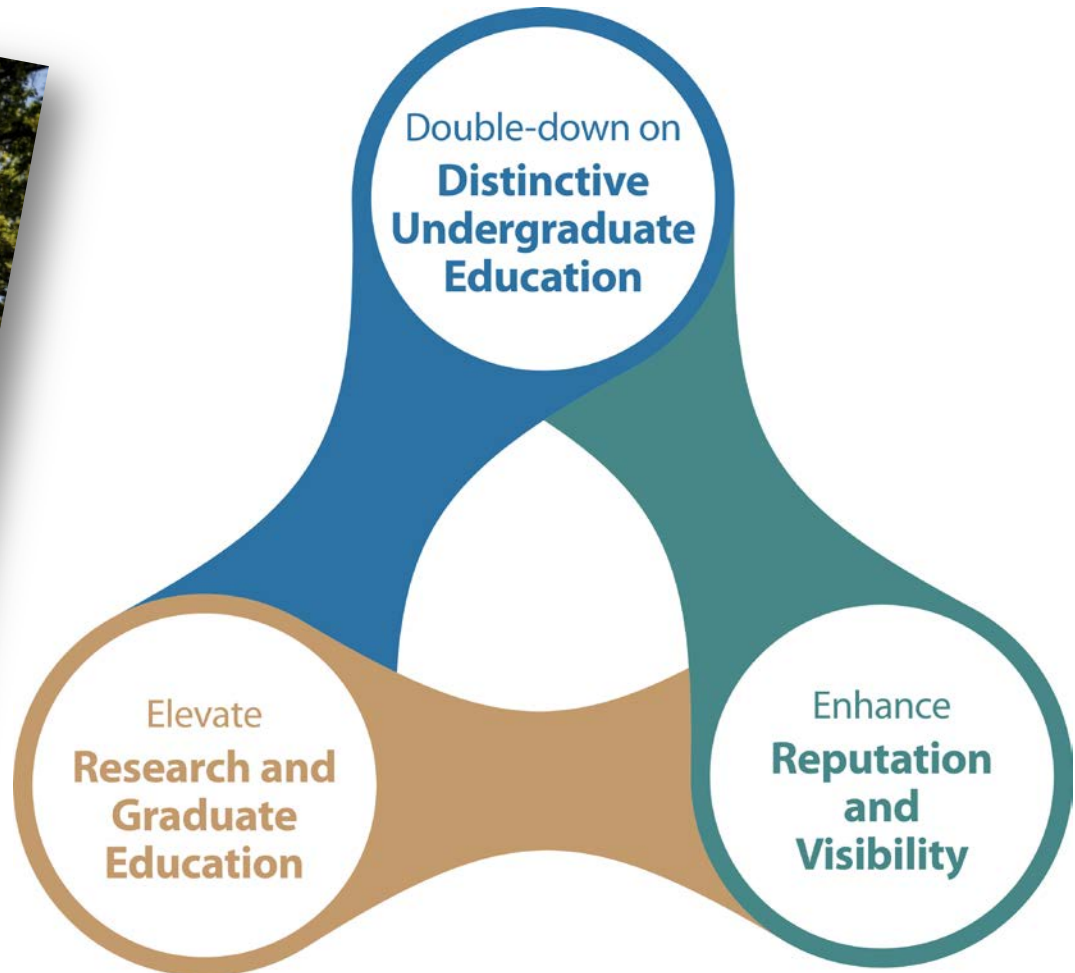 Double-down on
Distinctive
Undergraduate
Education
Elevate
Research and
Graduate
Education
Enhance
Reputation
and
Visibility